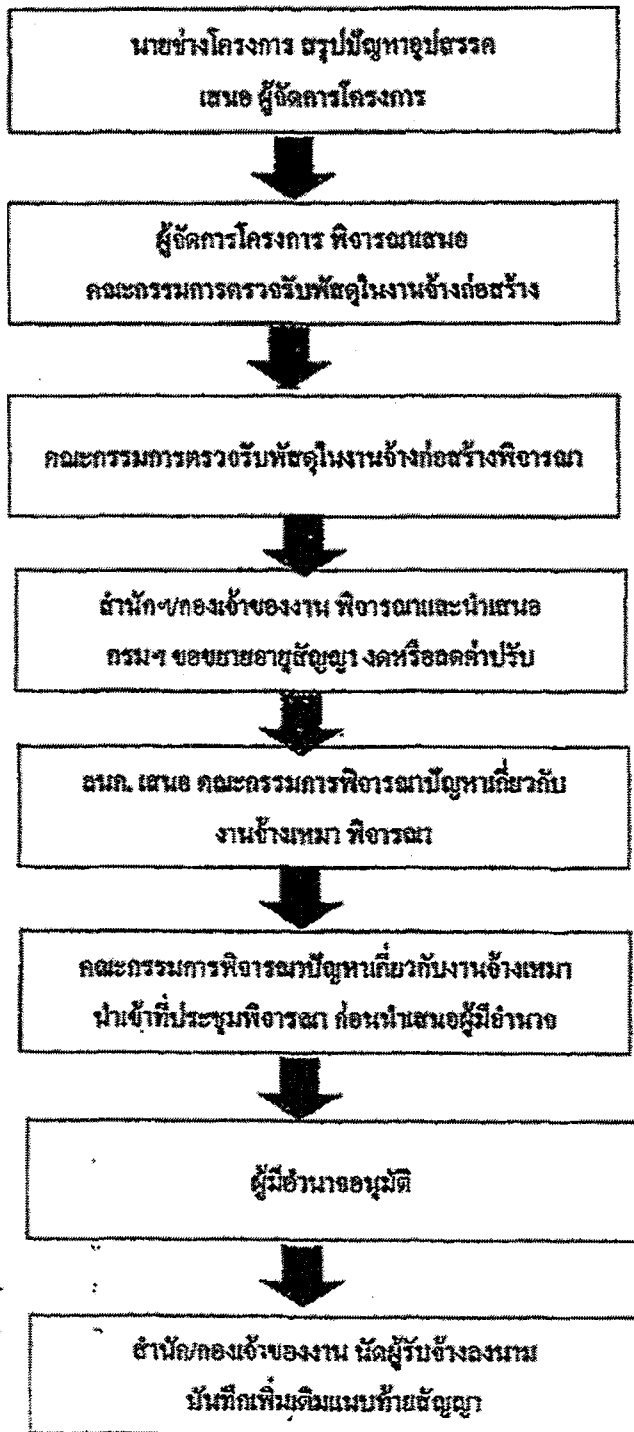 นายช่างโครงการ สรุปปัญหาอุปสรรค
เสนอ ผู้จัดการโครงการ
ผู้จัดการโครงการ พิจารณาเสนอ
คณะกรรมการตรวจรับพัสดุในงานจ้างก่อสร้าง
คณะกรรมการตรวจรับพัสดุในงานจ้างก่อสร้างพิจารณา
สำนักฯ/กองเจ้าของงาน พิจารณาและนำเสนอ
กรมฯ ขอขยายอายุสัญญา งดหรือลดค่าปรับ
ลนก. เสนอ คณะกรรมการพิจารณาปัญหาเกี่ยวกับ
งานจ้างเหมา พิจารณา
คณะกรรมการพิจารณาปัญหาเกี่ยวกับงานจ้างเหมา
นำเข้าที่ประชุมพิจารณา ก่อนนำเสนอผู้มีอำนาจ
ผู้มีอำนาจอนุมัติ
สำนัก/กองเจ้าของงาน นัดผู้รับจ้างลงนาม
บันทึกเพิ่มเติมแนบท้ายสัญญา